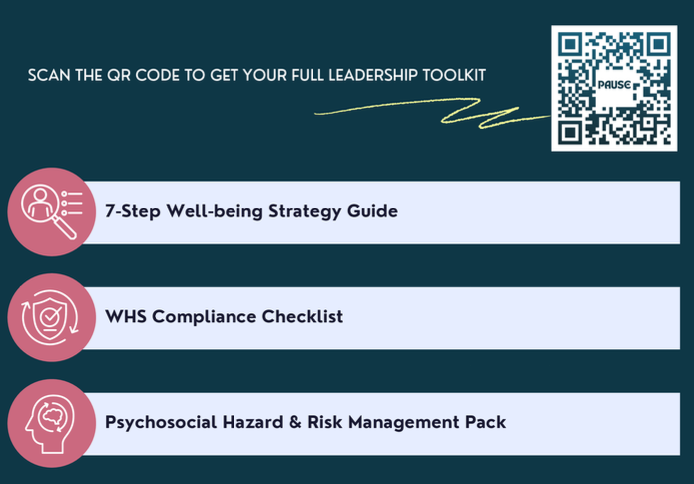 SCAN THE QR CODE TO GET YOUR FULL LEADERSHIP TOOLKIT
PAUSE
7-Step Well-being Strategy Guide
WHS Compliance Checklist
Psychosocial Hazard & Risk Management Pack